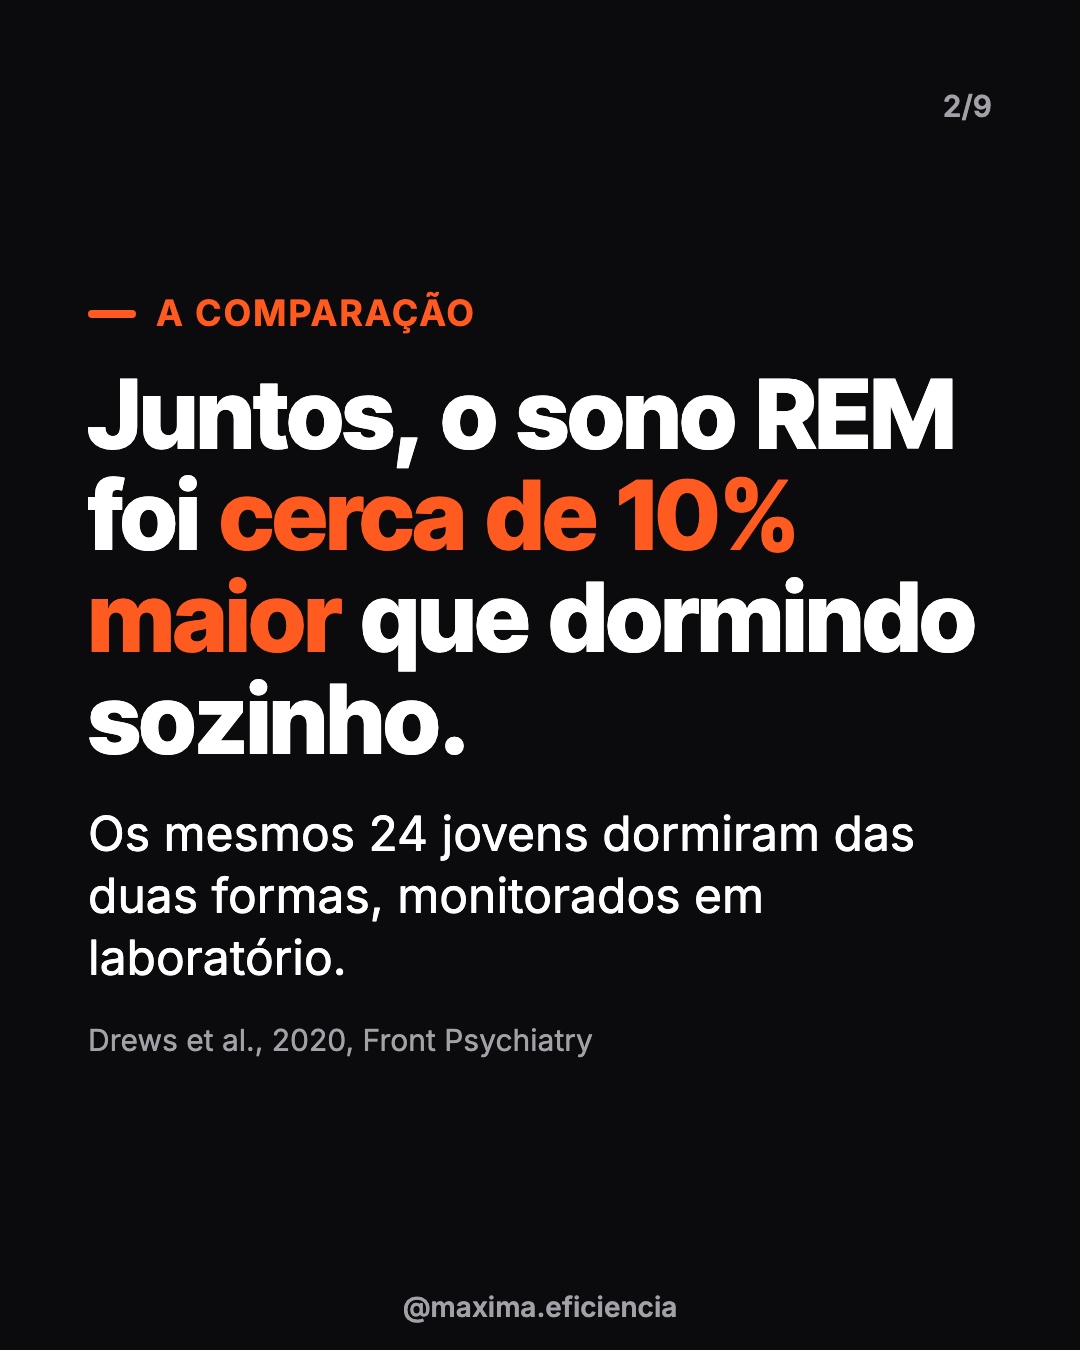 2/9
A COMPARAÇÃO
Juntos, o sono REM
foi cerca de 10%
maior que dormindo
sozinho.
Os mesmos 24 jovens dormiram das
duas formas, monitorados em
laboratório.
Drews et al., 2020, Front Psychiatry
@maxima.eficiencia